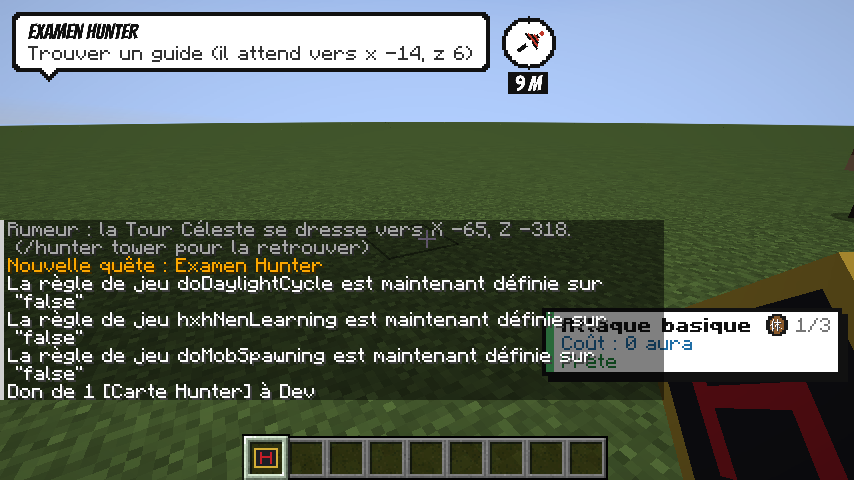 EXAMEN HUNTER
Trouver un guide (il attend vers x -14, z 6)
9 M
Rumeur : la Tour Céleste se dresse vers X -65, Z -318.
(/hunter tower pour la retrouver)
Nouvelle quête : Examen Hunter
La règle de jeu doDaylightCycle est maintenant définie sur
"false"
La règle de jeu hxhNenLearning est maintenant définie sur
"false"
La règle de jeu doMobSpawning est maintenant définie sur
"false"
Don de 1 [Carte Hunter] à Dev
Attaque basique 1/3
Coût : 0 aura
Prête
H